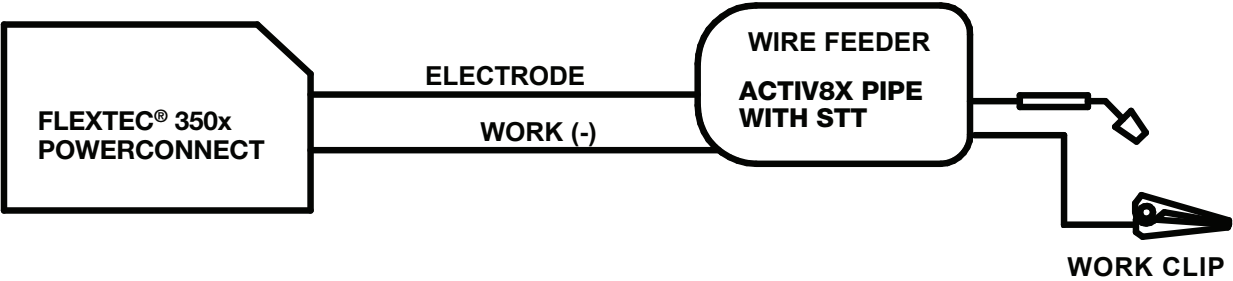 WIRE FEEDER
ELECTRODE
ACTIV8X PIPE
WITH STT
FLEXTEC® 350x
POWERCONNECT
WORK (-)
WORK CLIP